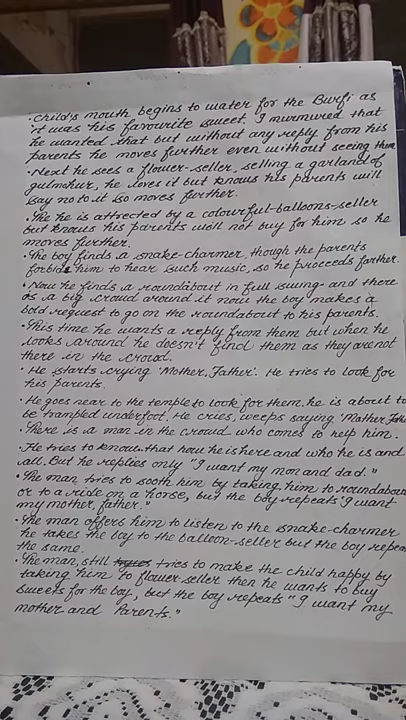 • Child's mouth begins to water for the Burfi as
it was his favourite sweet. I murmured that
he wanted that but without any reply from his
parents he moves further even without seeing them
• Next he sees a flower-seller, selling a garland of
gulmohur, he loves it but knows his parents will
say no to it so moves further.
• The he is attracted by a colourful-balloons-seller
but knows his parents will not buy for him so he
moves further.
• The boy finds a snake-charmer, though the parents
forbids him to hear such music, so he proceeds farther.
• Now he finds a roundabout in full swing and there
is a big crowd around it now the boy makes a
bold request to go on the roundabout to his parents.
• This time he wants a reply from them but when he
looks around he doesn't find them as they are not
there in the crowd.
• He starts crying 'Mother, Father'. He tries to look for
his parents.
• He goes near to the temple to look for them. he is about to
be trampled underfoot. He cries, weeps saying 'Mother Father
• There is a man in the crowd who comes to help him.
• He tries to know that how he is here and who he is and
all. But he replies only "I want my mon and dad."
• The man tries to sooth him by taking him to roundabout
or to a ride on a horse, but the boy repeats 'I want
my mother, father."
• The man offers him to listen to the snake-charmer
he takes the boy to the balloon-seller but the boy repeats
the same.
• The man, still tries to make the child happy by
taking him to flower seller then he wants to buy
sweets for the boy, but the boy repeats "I want my
mother and Parents."